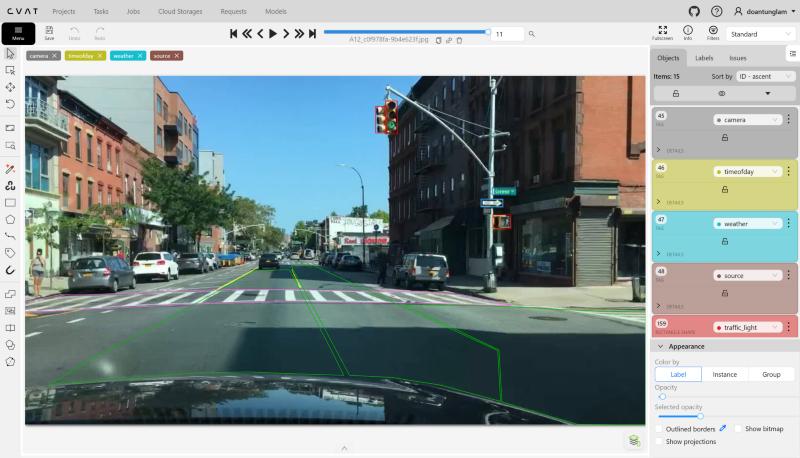 CVAT Projects Tasks Jobs Cloud Storages Requests Models doantunglam
Menu Save Undo Redo 11 Fullscreen Info Filters Standard
A12_c0f978fa-9b4e623f.jpg
camera timeofday weather source
Objects Labels Issues
Items: 15 Sort by ID - ascent
45 camera
TAG
DETAILS
46 timeofday
TAG
DETAILS
47 weather
TAG
DETAILS
48 source
TAG
DETAILS
159 traffic_light
RECTANGLE SHAPE
Appearance
Color by
Label Instance Group
Opacity
Selected opacity
Outlined borders Show bitmap
Show projections